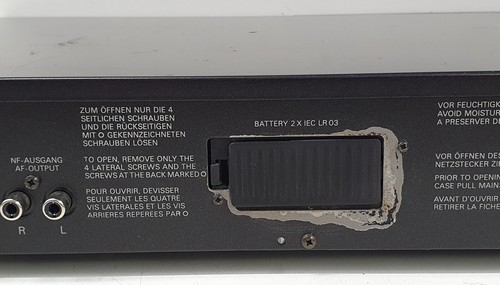 ZUM ÖFFNEN NUR DIE 4
SEITLICHEN SCHRAUBEN
UND DIE RÜCKSEITIGEN
MIT O GEKENNZEICHNETEN
SCHRAUBEN LÖSEN
NF-AUSGANG
AF-OUTPUT
TO OPEN, REMOVE ONLY THE
4 LATERAL SCREWS AND THE
SCREWS AT THE BACK MARKED O
POUR OUVRIR, DEVISSER
SEULEMENT LES QUATRE
VIS LATERALES ET LES VIS
ARRIERES REPEREES PAR O
R L
BATTERY 2 X IEC LR 03
VOR FEUCHTIGK
AVOID MOISTUR
A PRESERVER D
VOR ÖFFNEN DES
NETZSTECKER ZI
PRIOR TO OPENIN
CASE PULL MAIN
AVANT D'OUVRIR
RETIRER LA FICHE